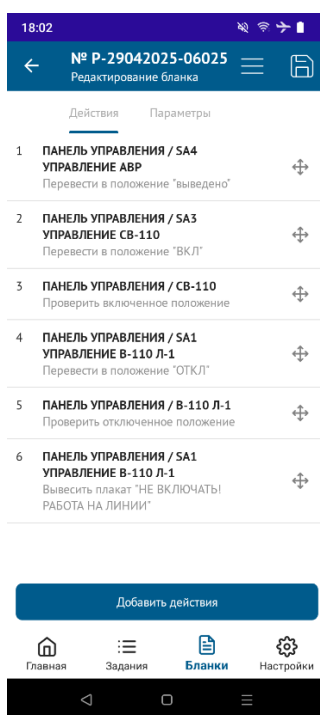 18:02
№ Р-29042025-06025
Редактирование бланка
Действия Параметры
1 ПАНЕЛЬ УПРАВЛЕНИЯ / SA4
УПРАВЛЕНИЕ АВР
Перевести в положение "выведено"
2 ПАНЕЛЬ УПРАВЛЕНИЯ / SA3
УПРАВЛЕНИЕ СВ-110
Перевести в положение "ВКЛ"
3 ПАНЕЛЬ УПРАВЛЕНИЯ / СВ-110
Проверить включенное положение
4 ПАНЕЛЬ УПРАВЛЕНИЯ / SA1
УПРАВЛЕНИЕ В-110 Л-1
Перевести в положение "ОТКЛ"
5 ПАНЕЛЬ УПРАВЛЕНИЯ / В-110 Л-1
Проверить отключенное положение
6 ПАНЕЛЬ УПРАВЛЕНИЯ / SA1
УПРАВЛЕНИЕ В-110 Л-1
Вывесить плакат "НЕ ВКЛЮЧАТЬ!
РАБОТА НА ЛИНИИ"
Добавить действия
Главная Задания Бланки Настройки